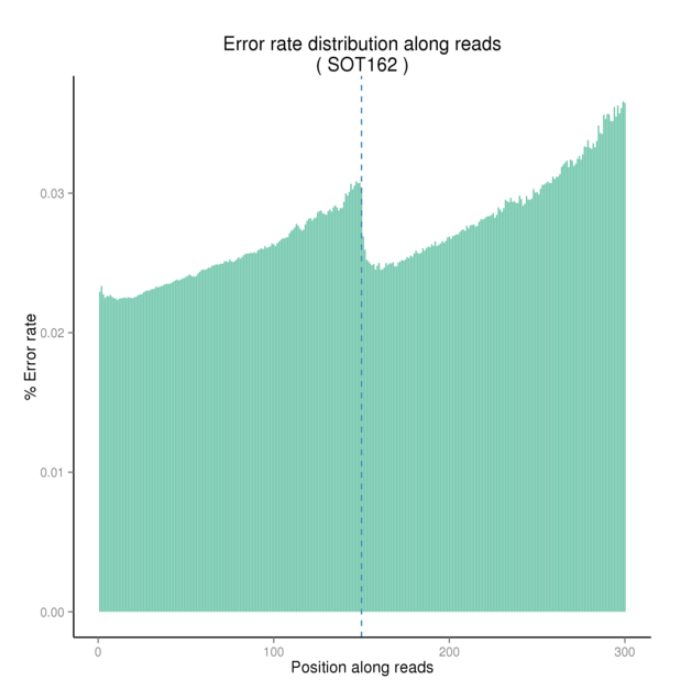 Error rate distribution along reads
( SOT162 )
% Error rate
0.03
0.02
0.01
0.00
0
100
200
300
Position along reads